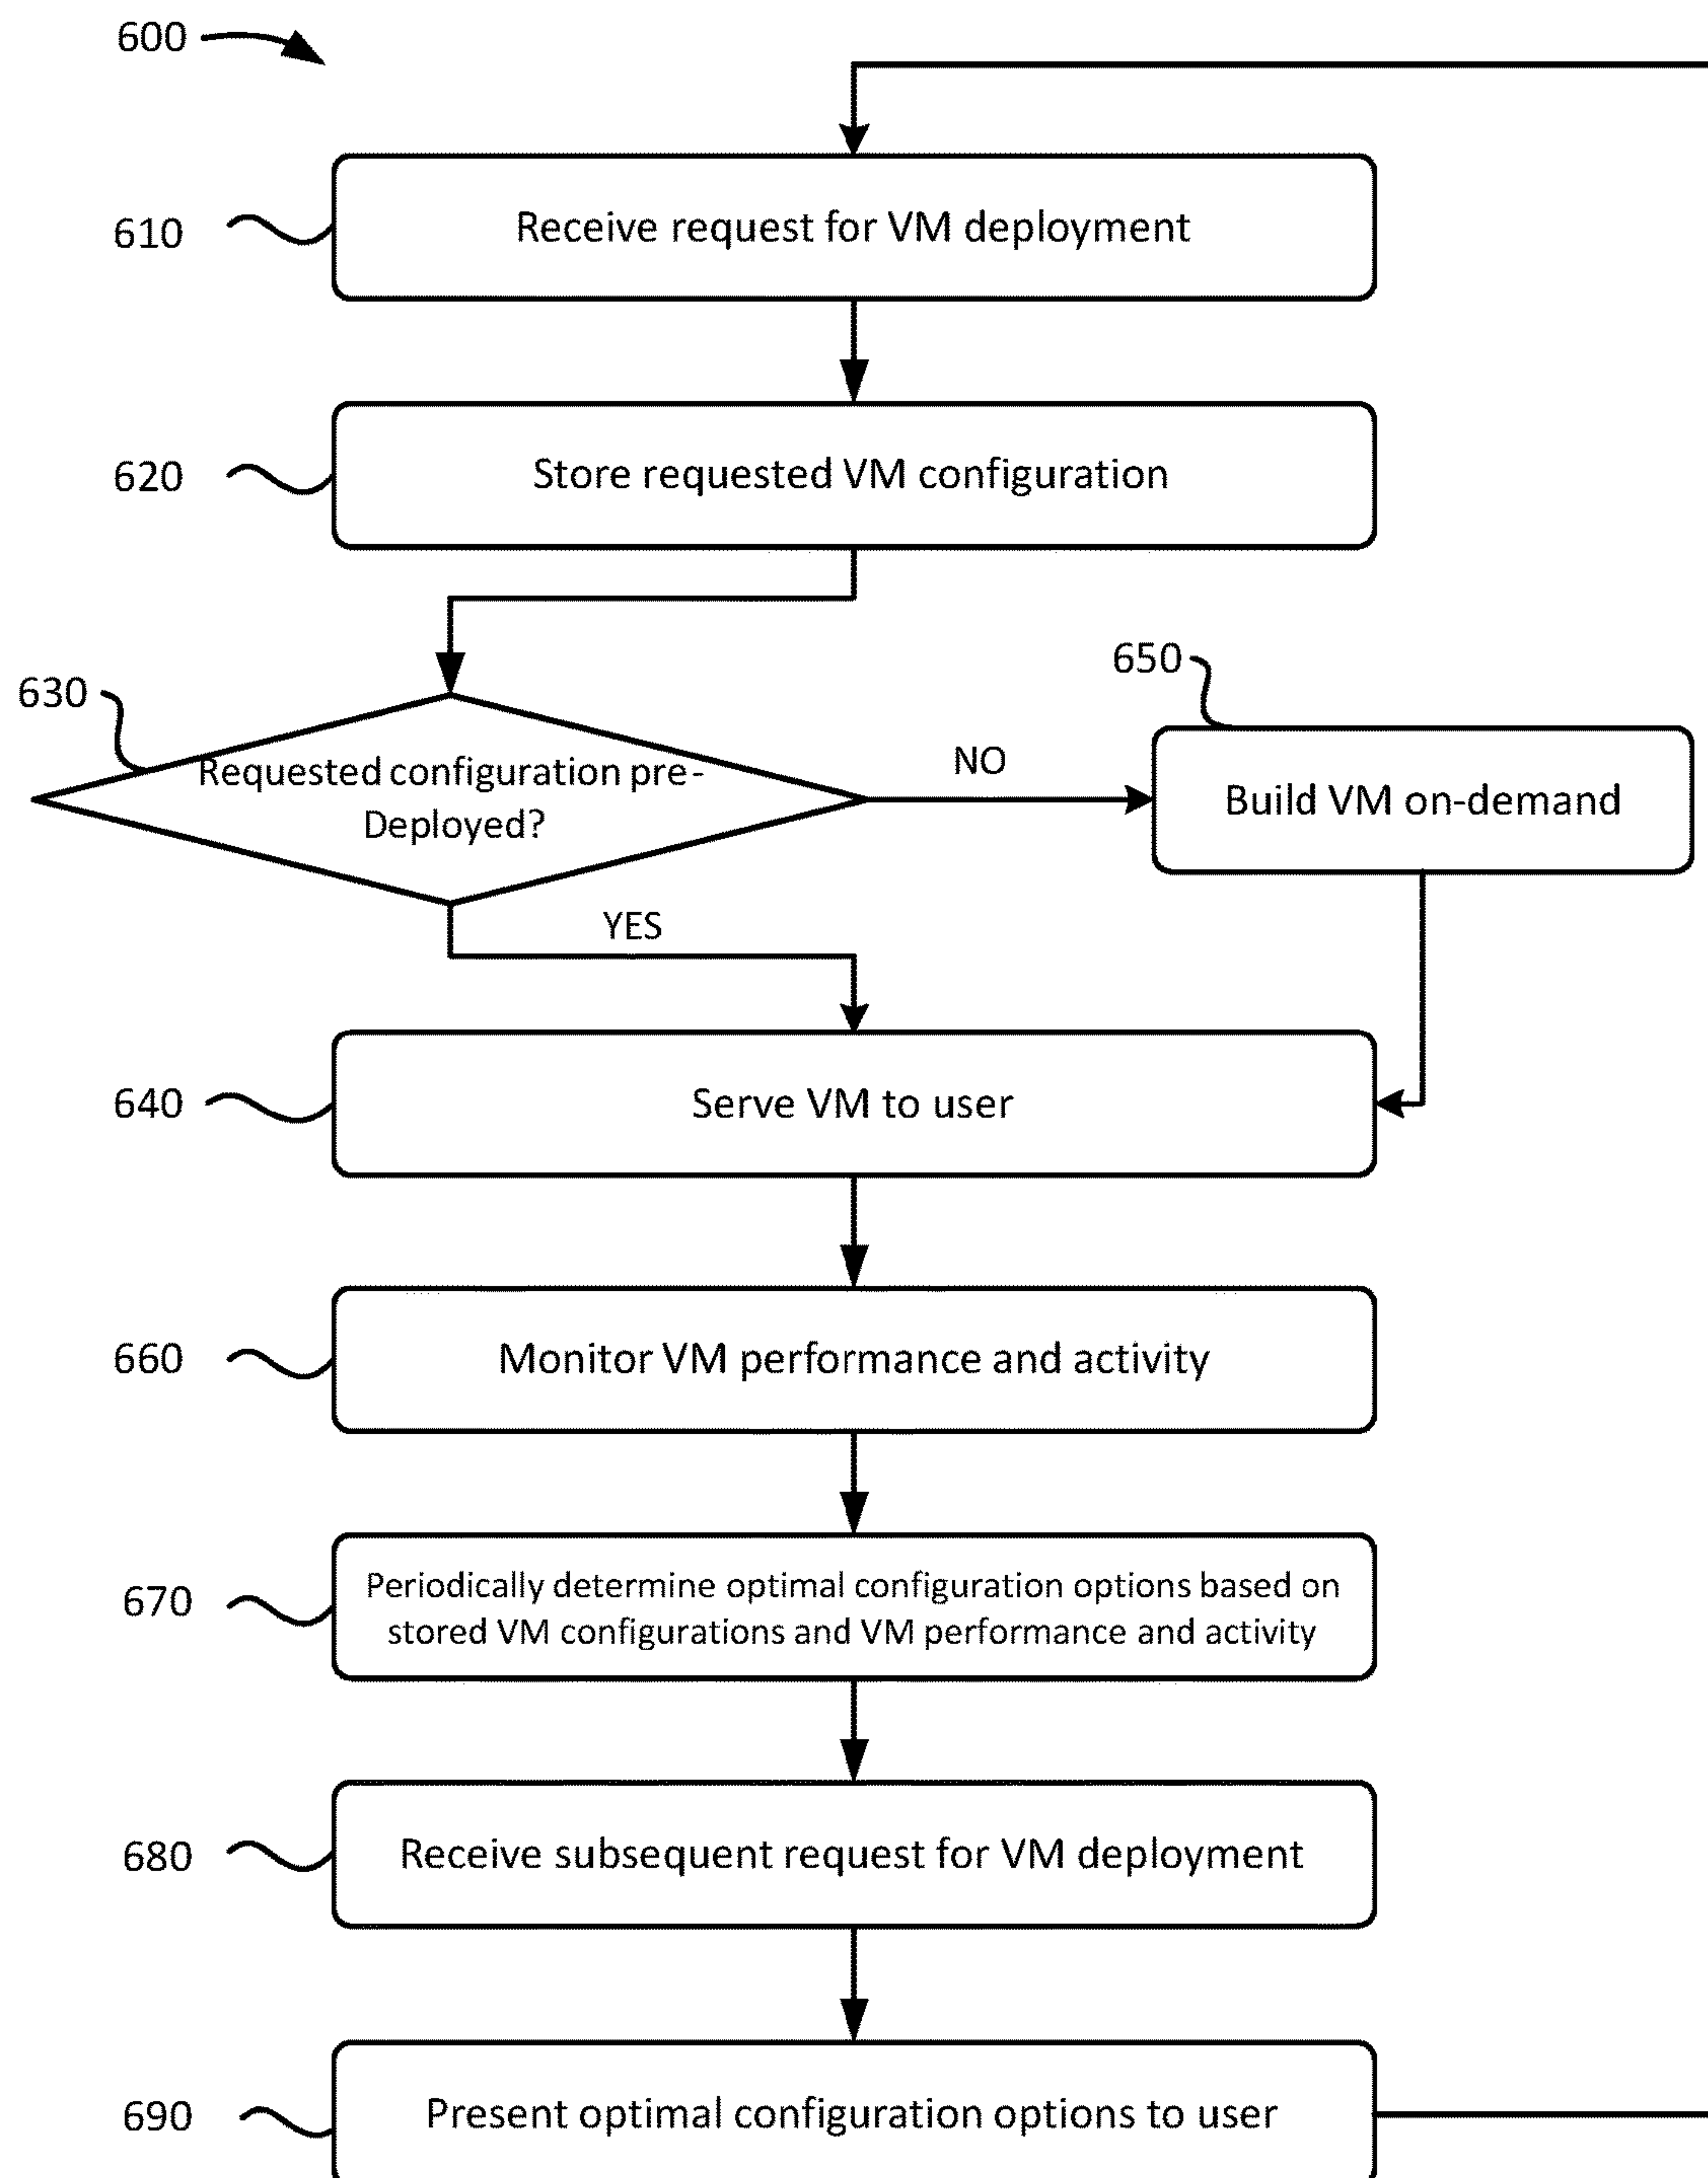 600
610
Receive request for VM deployment
620
Store requested VM configuration
650
630
Requested configuration pre-
Deployed?
NO
Build VM on-demand
YES
640
Serve VM to user
660
Monitor VM performance and activity
670
Periodically determine optimal configuration options based on
stored VM configurations and VM performance and activity
680
Receive subsequent request for VM deployment
690
Present optimal configuration options to user